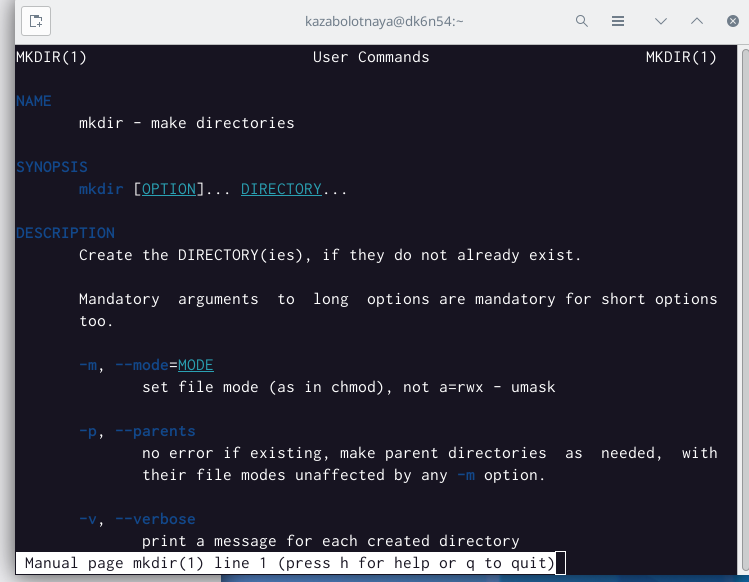 kazabolotnaya@dk6n54:~
MKDIR(1) User Commands MKDIR(1)
NAME
mkdir - make directories
SYNOPSIS
mkdir [OPTION]... DIRECTORY...
DESCRIPTION
Create the DIRECTORY(ies), if they do not already exist.
Mandatory arguments to long options are mandatory for short options
too.
-m, --mode=MODE
set file mode (as in chmod), not a=rwx - umask
-p, --parents
no error if existing, make parent directories as needed, with
their file modes unaffected by any -m option.
-v, --verbose
print a message for each created directory
Manual page mkdir(1) line 1 (press h for help or q to quit)